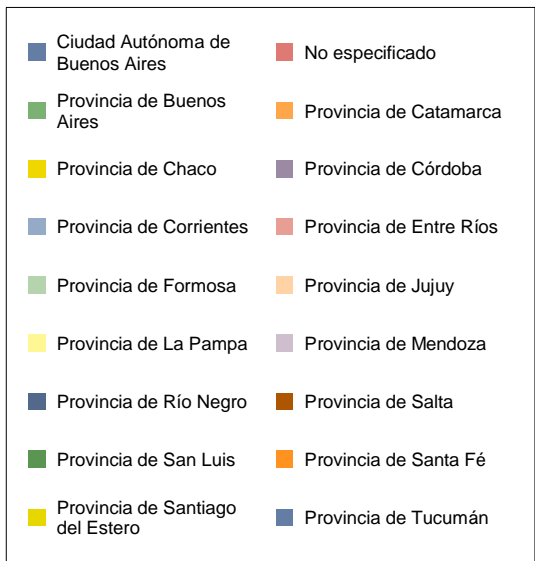 Ciudad Autónoma de
Buenos Aires
No especificado
Provincia de Buenos
Aires
Provincia de Catamarca
Provincia de Chaco
Provincia de Córdoba
Provincia de Corrientes
Provincia de Entre Ríos
Provincia de Formosa
Provincia de Jujuy
Provincia de La Pampa
Provincia de Mendoza
Provincia de Río Negro
Provincia de Salta
Provincia de San Luis
Provincia de Santa Fé
Provincia de Santiago
del Estero
Provincia de Tucumán